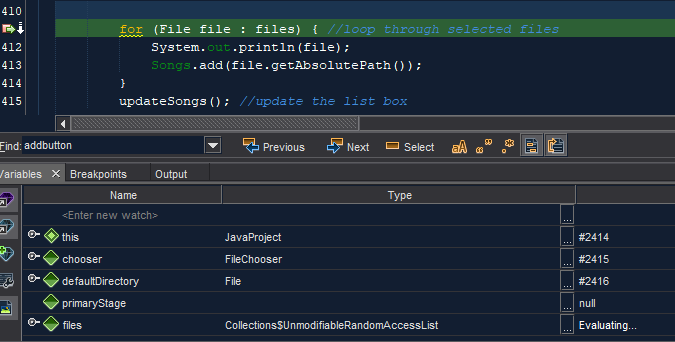 410
for (File file : files) { //loop through selected files
412 System.out.println(file);
413 Songs.add(file.getAbsolutePath());
414 }
415 updateSongs(); //update the list box
Find: addbutton Previous Next Select aA “” .*
Variables Breakpoints Output
Name Type
<Enter new watch> ...
this JavaProject ... #2414
chooser FileChooser ... #2415
defaultDirectory File ... #2416
primaryStage ... null
files Collections$UnmodifiableRandomAccessList ... Evaluating...